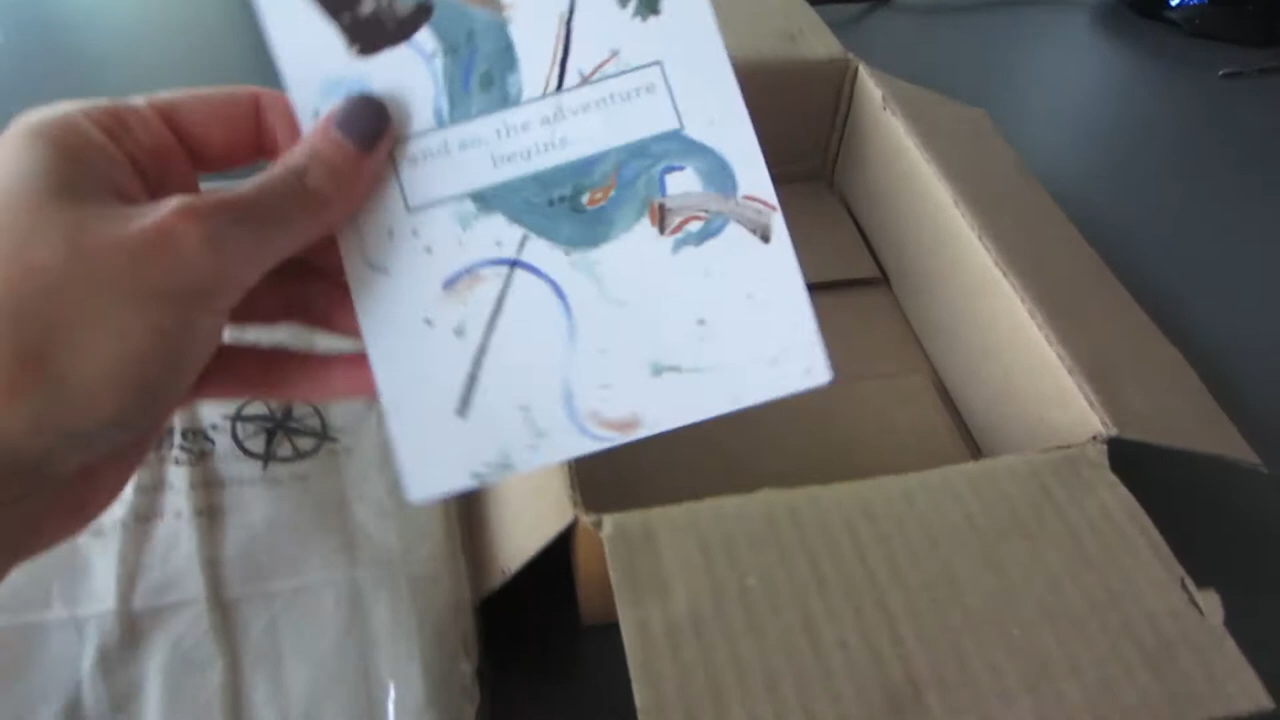 and so, the adventure
begins